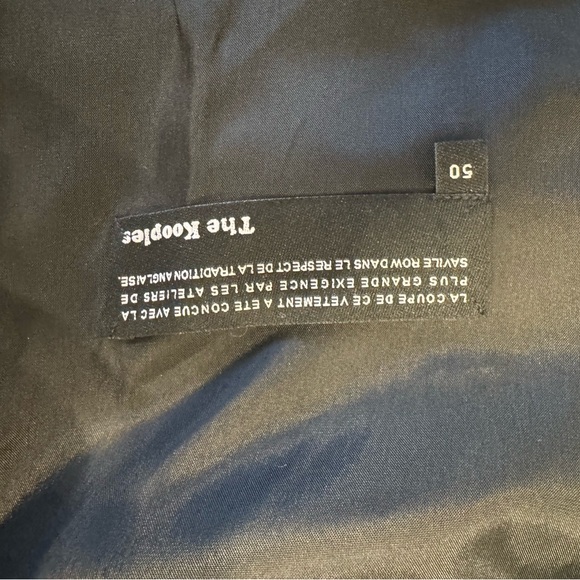 LA COUPE DE CE VETEMENT A ETE CONCUE AVEC LA
PLUS GRANDE EXIGENCE PAR LES ATELIERS DE
SAVILE ROW DANS LE RESPECT DE LA TRADITION ANGLAISE.
The Kooples
50